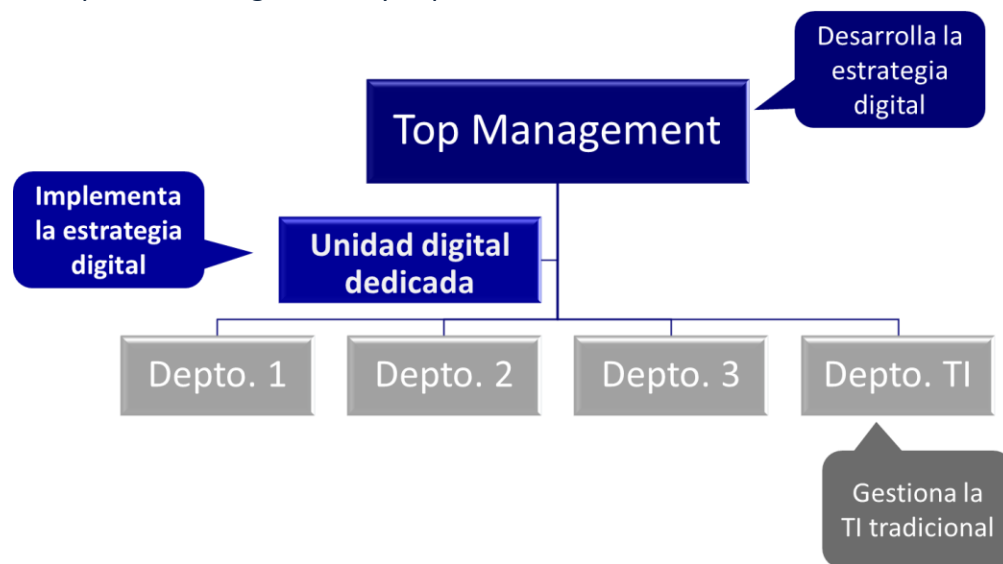 Desarrolla la
estrategia
digital
Top Management
Implementa
la estrategia
digital
Unidad digital
dedicada
Depto. 1
Depto. 2
Depto. 3
Depto. TI
Gestiona la
TI tradicional